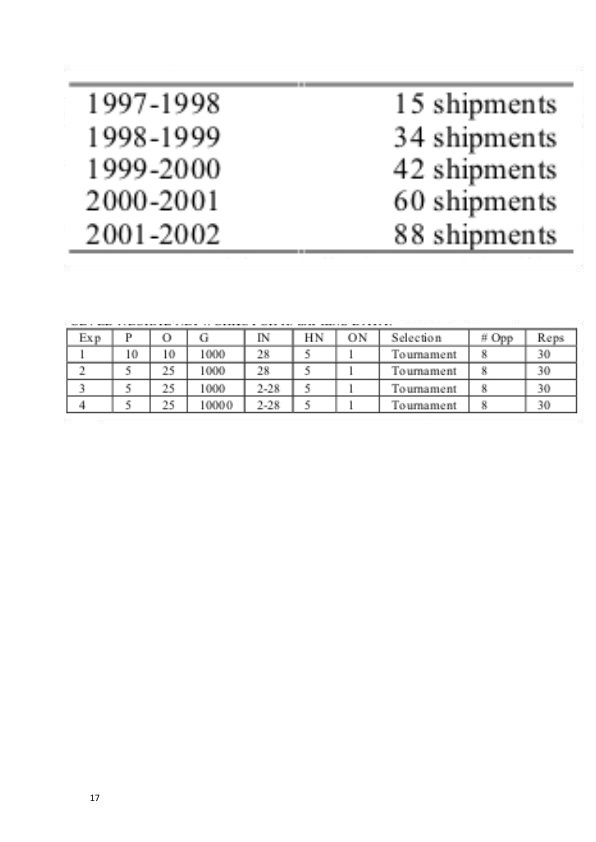 1997-1998 15 shipments
1998-1999 34 shipments
1999-2000 42 shipments
2000-2001 60 shipments
2001-2002 88 shipments
Exp P O G IN HN ON Selection # Opp Reps
1 10 10 1000 28 5 1 Tournament 8 30
2 5 25 1000 28 5 1 Tournament 8 30
3 5 25 1000 2-28 5 1 Tournament 8 30
4 5 25 10000 2-28 5 1 Tournament 8 30
17